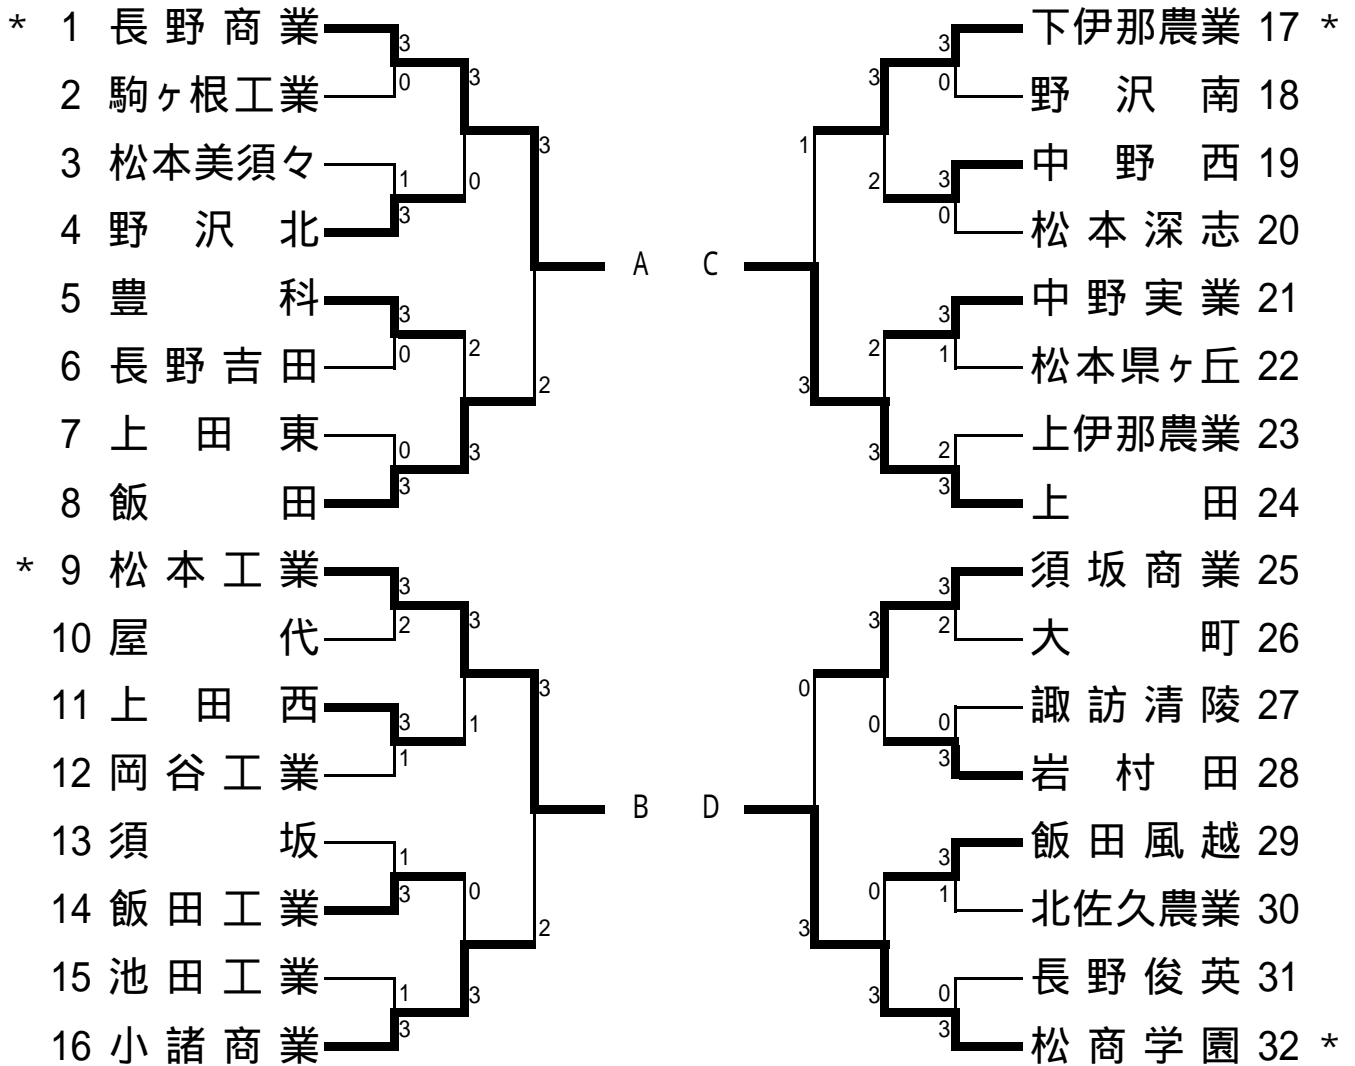 * 1 長野商業
2 駒ヶ根工業
3 松本美須々
4 野沢北
5 豊科
6 長野吉田
7 上田東
8 飯田
* 9 松本工業
10 屋代
11 上田西
12 岡谷工業
13 須坂
14 飯田工業
15 池田工業
16 小諸商業
3
0
1
3
3
0
0
3
3
2
3
1
1
3
1
3
3
0
2
3
3
1
0
3
3
2
3
2
A
B
C
D
1
3
0
3
3
2
2
3
3
0
0
3
3
0
3
0
3
1
2
3
3
2
0
3
3
1
0
3
下伊那農業 17 *
野沢南 18
中野西 19
松本深志 20
中野実業 21
松本県ヶ丘 22
上伊那農業 23
上田 24
須坂商業 25
大町 26
諏訪清陵 27
岩村田 28
飯田風越 29
北佐久農業 30
長野俊英 31
松商学園 32 *